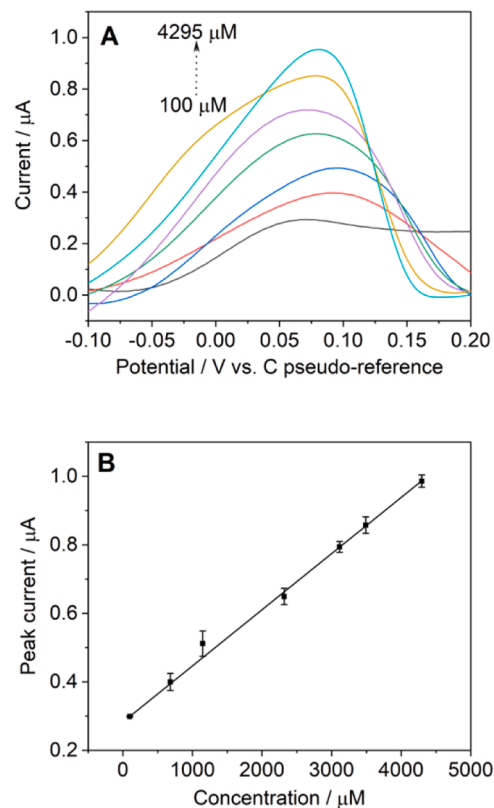 A
4295 μM
100 μM
Current / μA
1.0
0.8
0.6
0.4
0.2
0.0
-0.10 -0.05 0.00 0.05 0.10 0.15 0.20
Potential / V vs. C pseudo-reference
B
Peak current / μA
1.0
0.8
0.6
0.4
0.2
0 1000 2000 3000 4000 5000
Concentration / μM